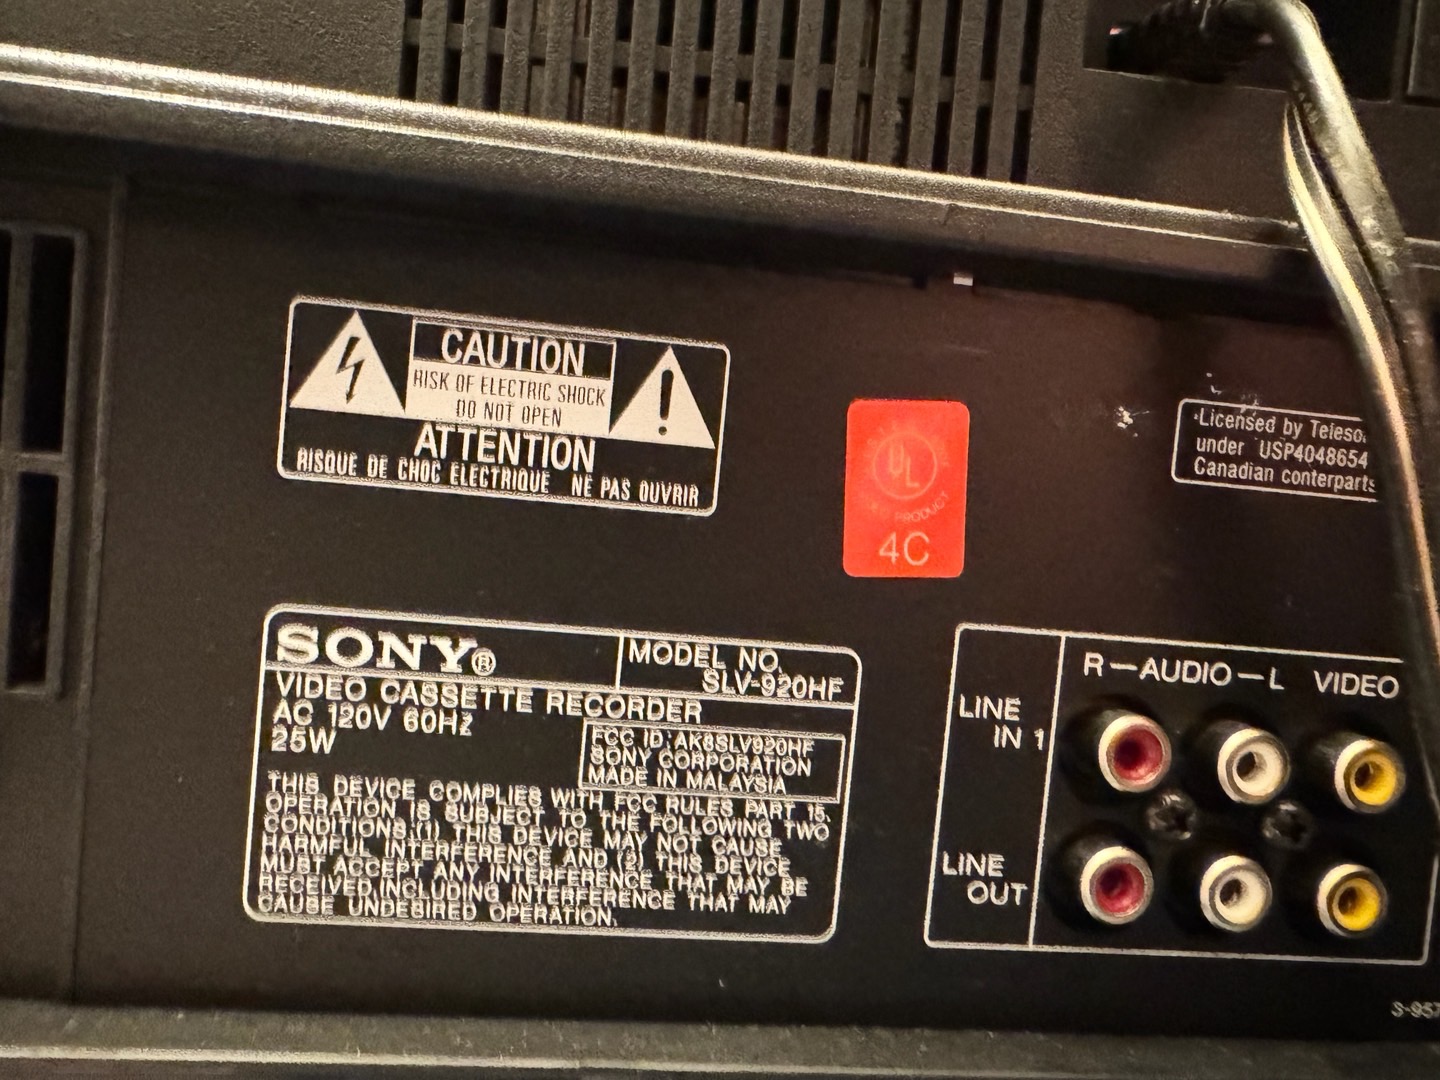 CAUTION
RISK OF ELECTRIC SHOCK
DO NOT OPEN
ATTENTION
RISQUE DE CHOC ELECTRIQUE NE PAS OUVRIR
UL
PRODUCT
4C
Licensed by
under USP4048654
Canadian conterparts
SONY®
MODEL NO.
SLV-920HF
VIDEO CASSETTE RECORDER
AC 120V 60Hz
25W
FCC ID:AK8SLV920HF
SONY CORPORATION
MADE IN MALAYSIA
THIS DEVICE COMPLIES WITH FCC RULES PART 15.
OPERATION IS SUBJECT TO THE FOLLOWING TWO
CONDITIONS:(1) THIS DEVICE MAY NOT CAUSE
HARMFUL INTERFERENCE AND (2) THIS DEVICE
MUST ACCEPT ANY INTERFERENCE THAT MAY BE
RECEIVED,INCLUDING INTERFERENCE THAT MAY
CAUSE UNDESIRED OPERATION.
R—AUDIO—L VIDEO
LINE
IN 1
LINE
OUT
S-957